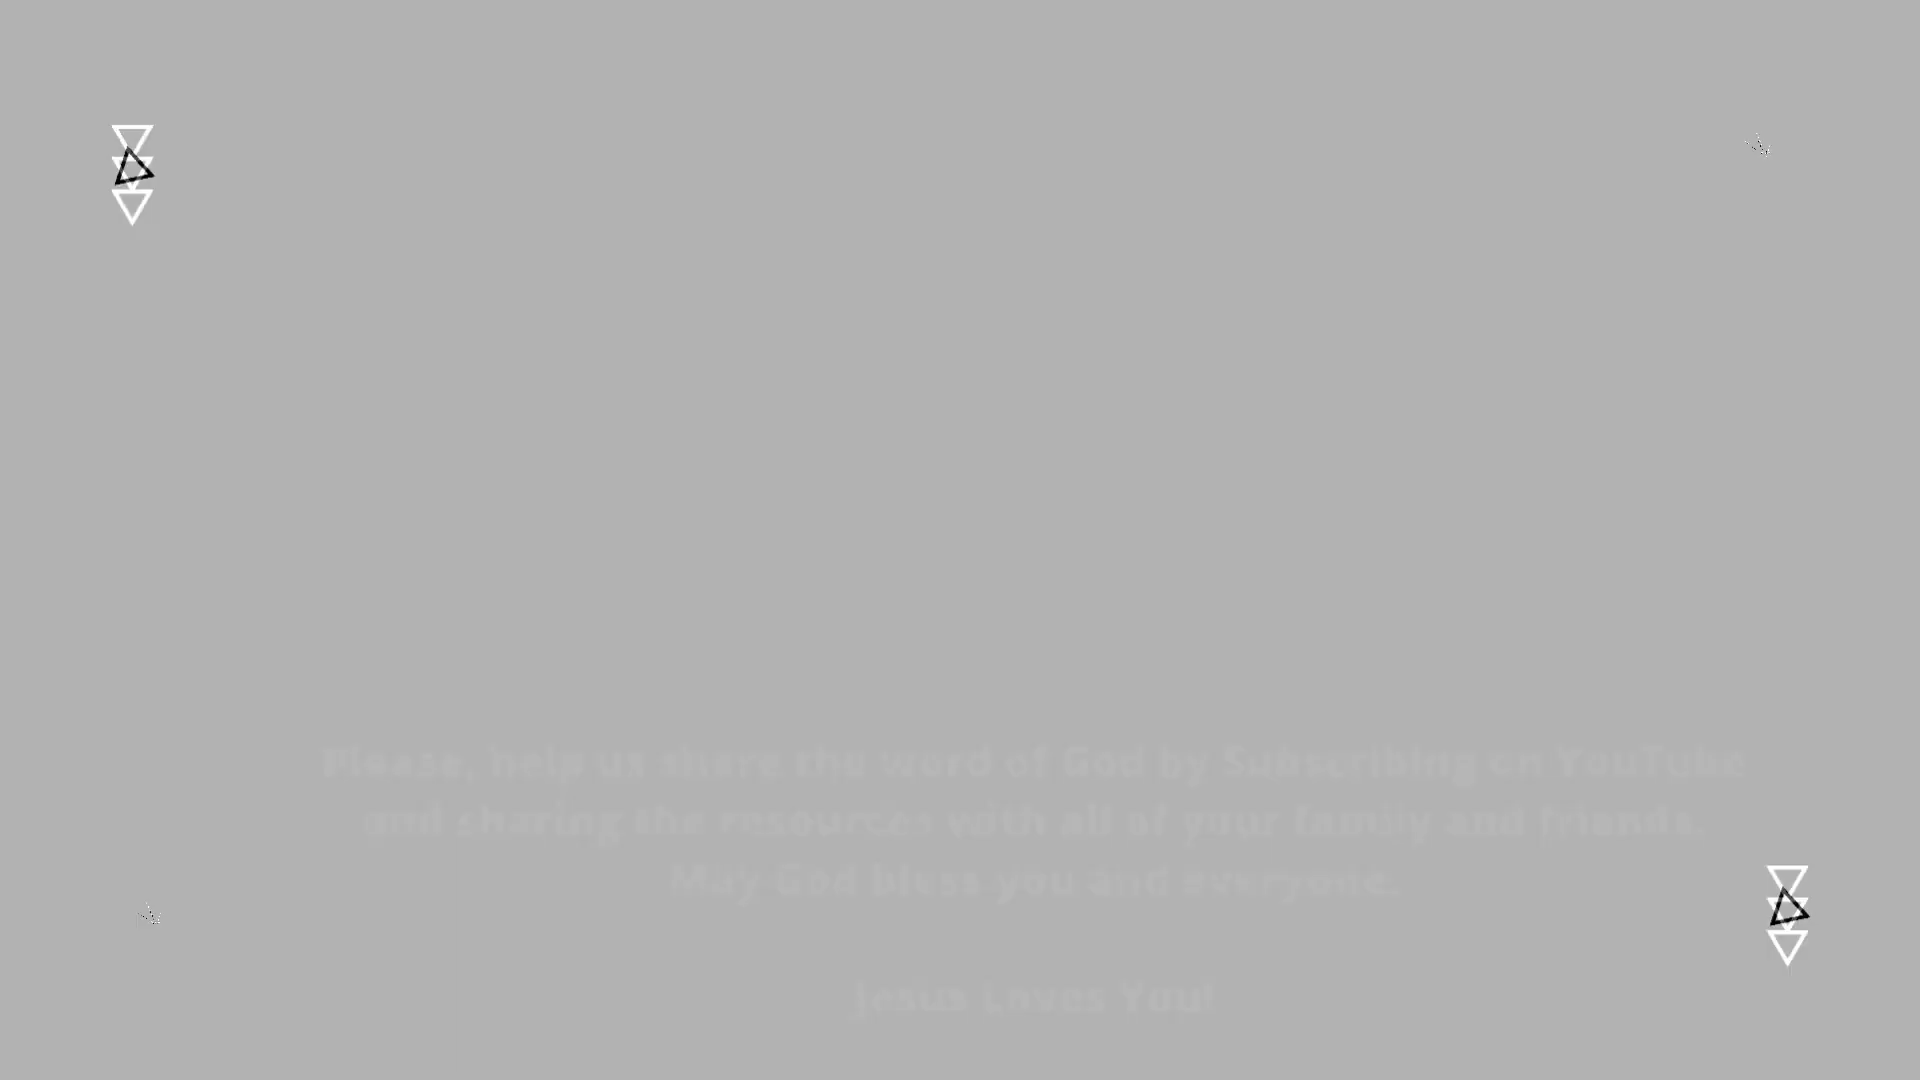 Please, help us share the word of God by Subscribing on YouTube
and sharing the resources with all of your family and friends.
May God bless you and everyone.
Jesus Loves You!